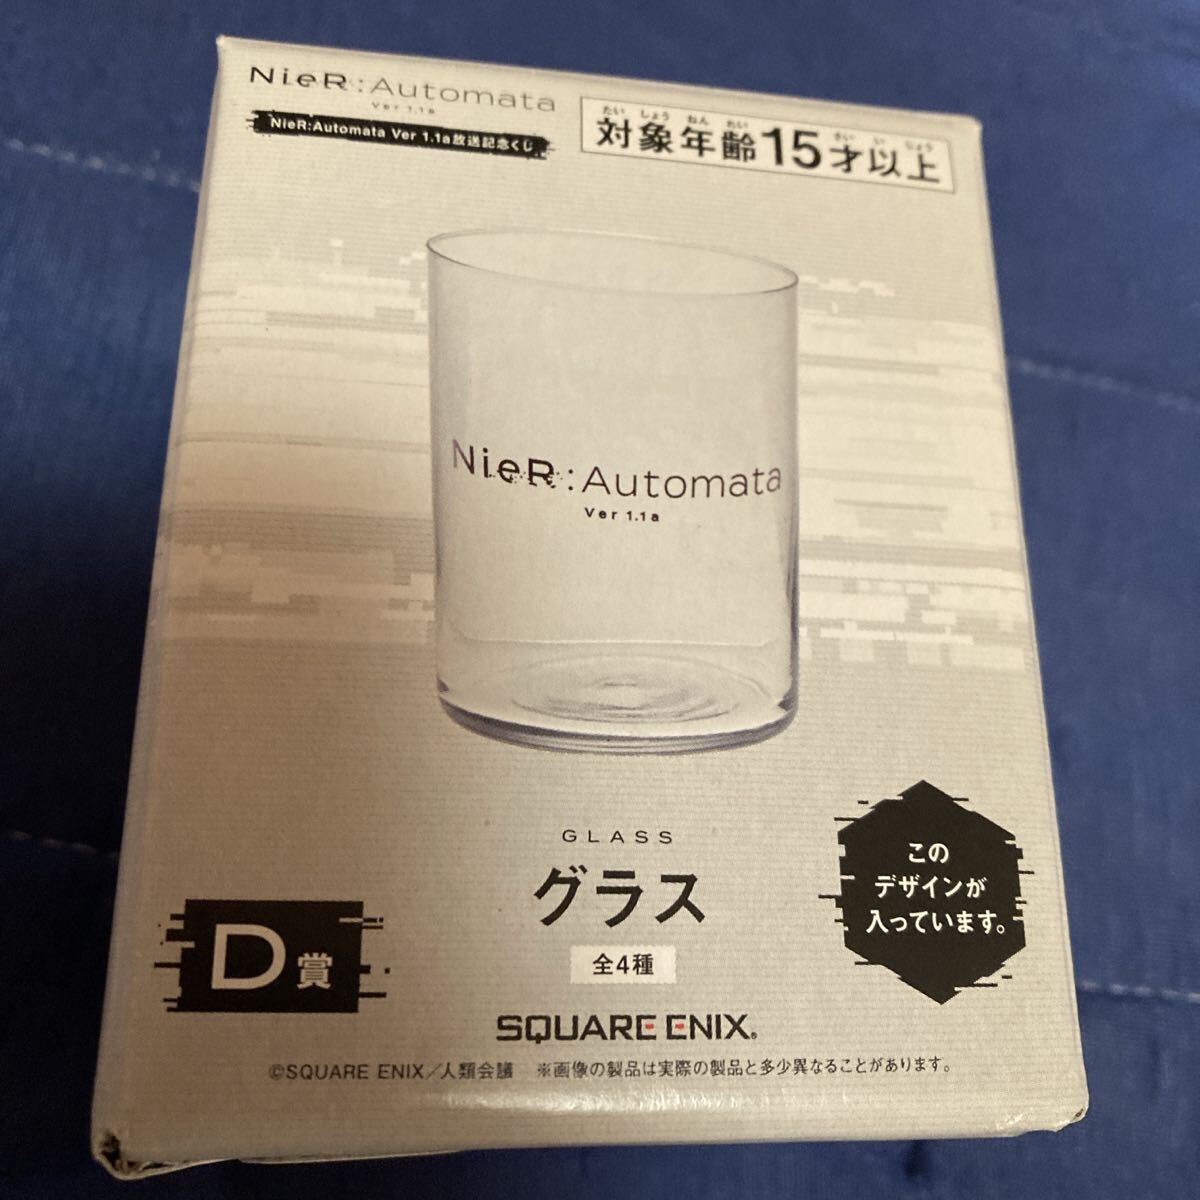 NieR:Automata
Ver 1.1a
NieR:Automata Ver 1.1a放送記念くじ
たい しょう ねん れい さい い じょう
対象年齢15才以上
NieR:Automata
Ver 1.1a
GLASS
グラス
全4種
D賞
この
デザインが
入っています。
SQUARE ENIX®
©SQUARE ENIX／人類会議 ※画像の製品は実際の製品と多少異なることがあります。